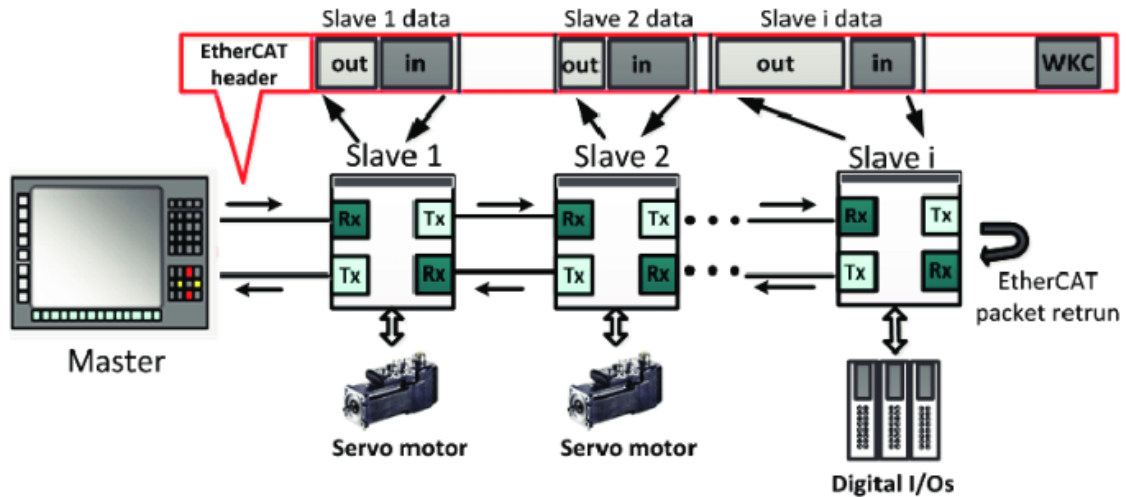 Slave 1 data
Slave 2 data
Slave i data
EtherCAT
header
out
in
out
in
out
in
WKC
Slave 1
Slave 2
Slave i
Rx
Tx
Rx
Tx
Rx
Tx
Tx
Rx
Tx
Rx
Tx
Rx
EtherCAT
packet retrun
Master
Servo motor
Servo motor
Digital I/Os